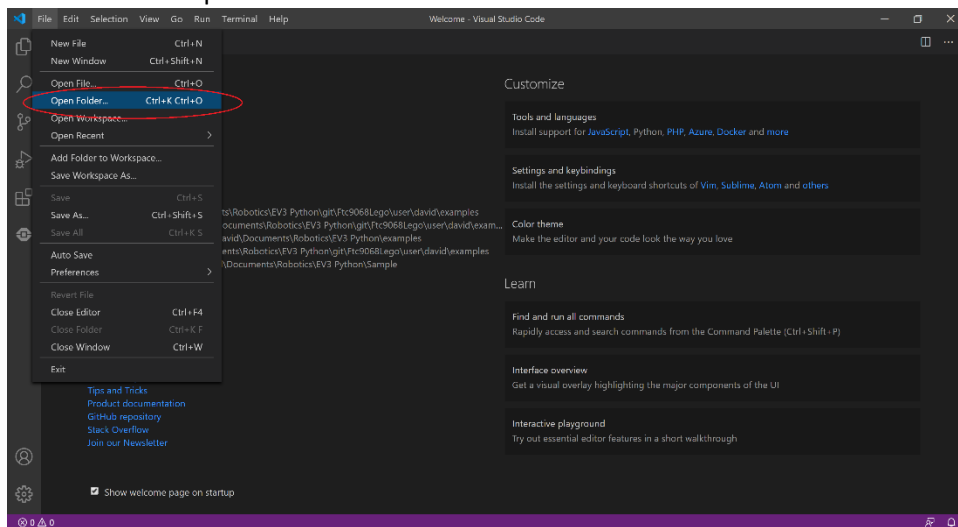 File Edit Selection View Go Run Terminal Help
Welcome - Visual Studio Code
New File Ctrl+N
New Window Ctrl+Shift+N
Open File... Ctrl+O
Open Folder... Ctrl+K Ctrl+O
Open Workspace...
Open Recent
Add Folder to Workspace...
Save Workspace As...
Save Ctrl+S
Save As... Ctrl+Shift+S
Save All Ctrl+K S
Auto Save
Preferences
Revert File
Close Editor Ctrl+F4
Close Folder Ctrl+K F
Close Window Ctrl+W
Exit
ts\Robotics\EV3 Python\git\Ftc9068Lego\user\david\examples
ocuments\Robotics\EV3 Python\git\Ftc9068Lego\user\david\exam...
avid\Documents\Robotics\EV3 Python\examples
ents\Robotics\EV3 Python\git\Ftc9068Lego\user\david\examples
\Documents\Robotics\EV3 Python\Sample
Tips and Tricks
Product documentation
GitHub repository
Stack Overflow
Join our Newsletter
Show welcome page on startup
Customize
Tools and languages
Install support for JavaScript, Python, PHP, Azure, Docker and more
Settings and keybindings
Install the settings and keyboard shortcuts of Vim, Sublime, Atom and others
Color theme
Make the editor and your code look the way you love
Learn
Find and run all commands
Rapidly access and search commands from the Command Palette (Ctrl+Shift+P)
Interface overview
Get a visual overlay highlighting the major components of the UI
Interactive playground
Try out essential editor features in a short walkthrough
0 0